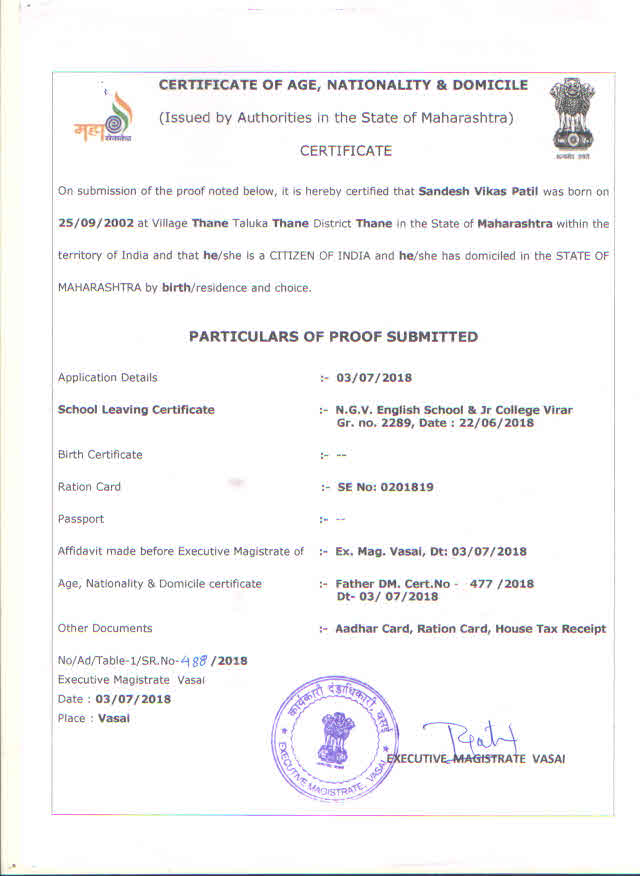 CERTIFICATE OF AGE, NATIONALITY & DOMICILE
(Issued by Authorities in the State of Maharashtra)
महा
सेवाकेंद्र
सत्यमेव जयते
CERTIFICATE
On submission of the proof noted below, it is hereby certified that Sandesh Vikas Patil was born on
25/09/2002 at Village Thane Taluka Thane District Thane in the State of Maharashtra within the
territory of India and that he/she is a CITIZEN OF INDIA and he/she has domiciled in the STATE OF
MAHARASHTRA by birth/residence and choice.
PARTICULARS OF PROOF SUBMITTED
Application Details :- 03/07/2018
School Leaving Certificate :- N.G.V. English School & Jr College Virar
Gr. no. 2289, Date : 22/06/2018
Birth Certificate :- --
Ration Card :- SE No: 0201819
Passport :- --
Affidavit made before Executive Magistrate of :- Ex. Mag. Vasai, Dt: 03/07/2018
Age, Nationality & Domicile certificate :- Father DM. Cert.No - 477 /2018
Dt- 03/ 07/2018
Other Documents :- Aadhar Card, Ration Card, House Tax Receipt
No/Ad/Table-1/SR.No-488/2018
Executive Magistrate Vasai
Date : 03/07/2018
Place : Vasai
कार्यकारी दंडाधिकारी, वसई
EXECUTIVE MAGISTRATE, VASAI
EXECUTIVE MAGISTRATE VASAI